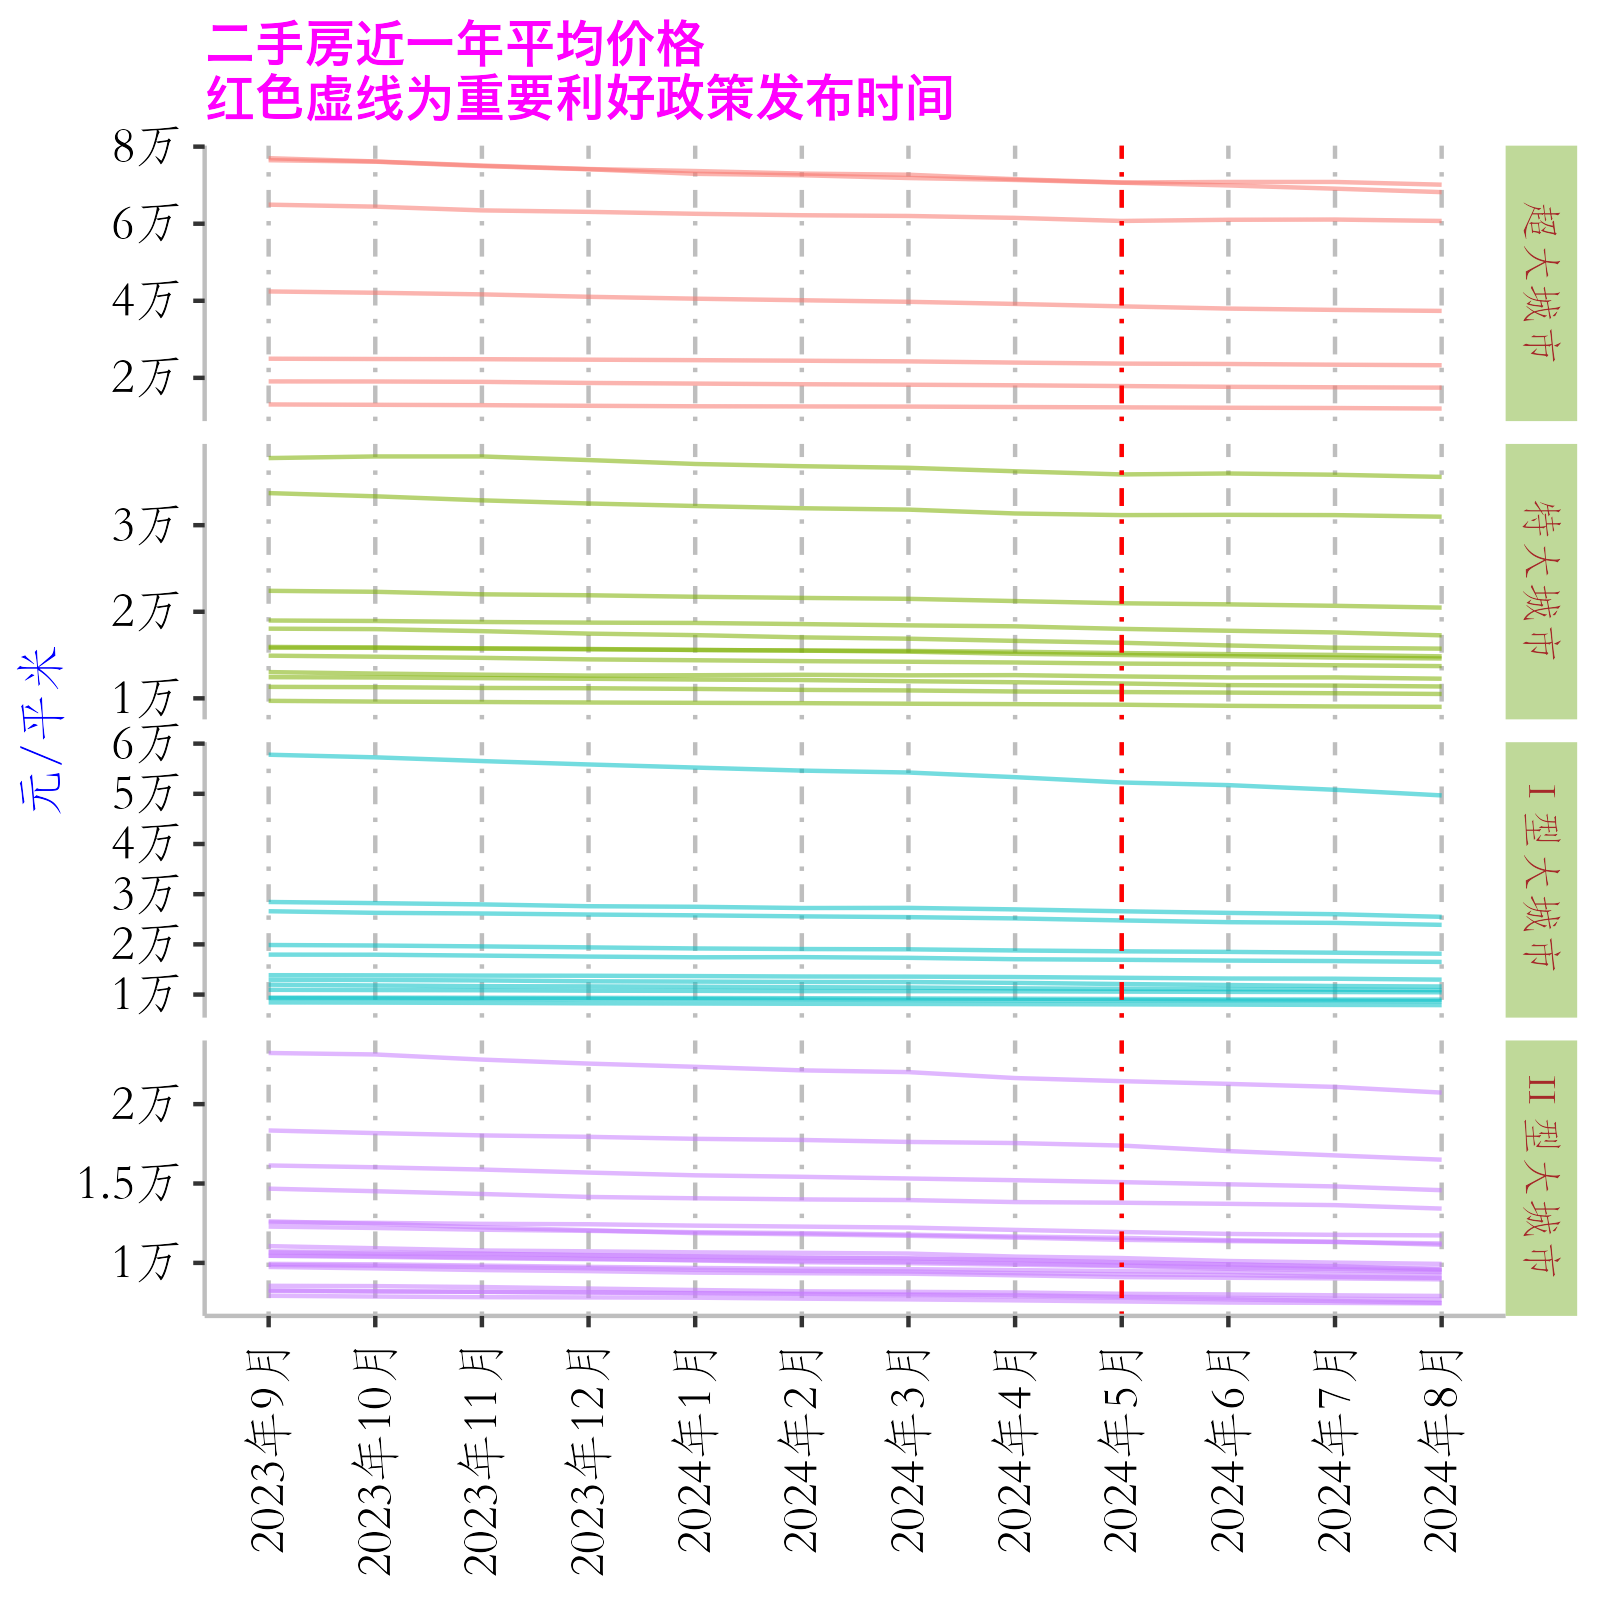 二手房近一年平均价格
红色虚线为重要利好政策发布时间
元/平米
8万
6万
4万
2万
超大城市
3万
2万
1万
特大城市
6万
5万
4万
3万
2万
1万
I 型大城市
2万
1.5万
1万
II 型大城市
2023年9月
2023年10月
2023年11月
2023年12月
2024年1月
2024年2月
2024年3月
2024年4月
2024年5月
2024年6月
2024年7月
2024年8月